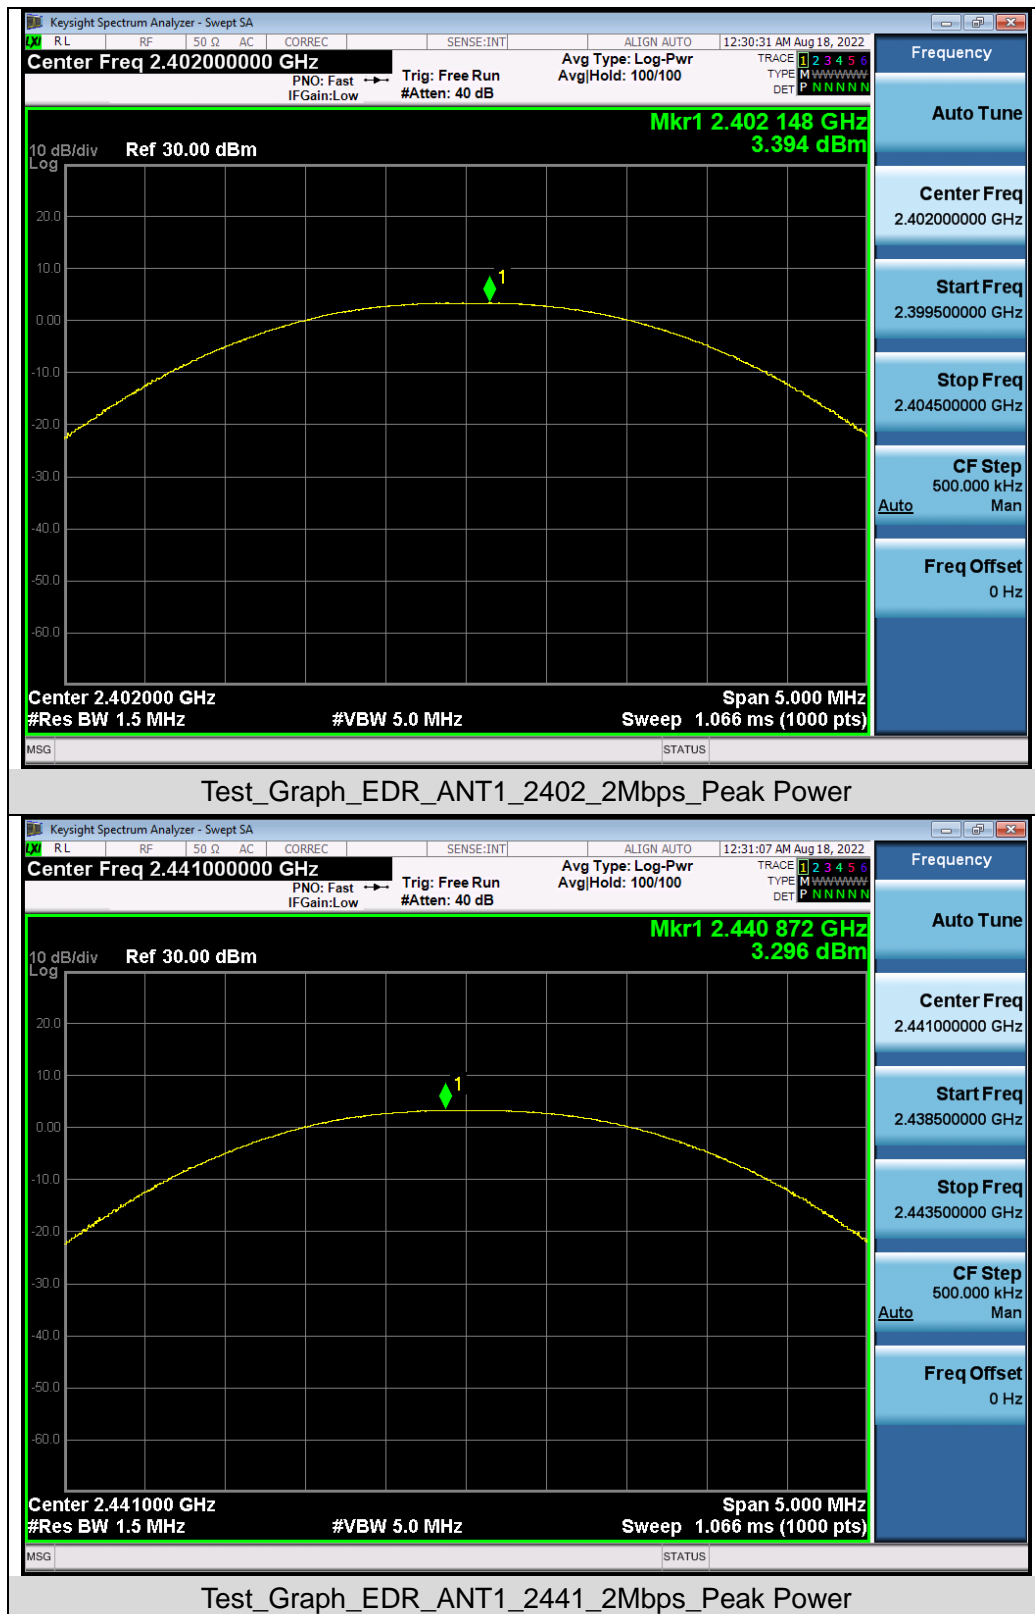 Keysight Spectrum Analyzer - Swept SA
LXI RL RF 50 Ω AC CORREC SENSE:INT ALIGN AUTO 12:30:31 AM Aug 18, 2022
Center Freq 2.402000000 GHz
PNO: Fast
IFGain:Low
Trig: Free Run
#Atten: 40 dB
Avg Type: Log-Pwr
Avg|Hold: 100/100
TRACE 1 2 3 4 5 6
TYPE M W W W W W
DET P N N N N N
Mkr1 2.402 148 GHz
3.394 dBm
10 dB/div Ref 30.00 dBm
Log
20.0
10.0
0.00
-10.0
-20.0
-30.0
-40.0
-50.0
-60.0
1
Center 2.402000 GHz Span 5.000 MHz
#Res BW 1.5 MHz #VBW 5.0 MHz Sweep 1.066 ms (1000 pts)
MSG STATUS
Frequency
Auto Tune
Center Freq
2.402000000 GHz
Start Freq
2.399500000 GHz
Stop Freq
2.404500000 GHz
CF Step
500.000 kHz
Auto Man
Freq Offset
0 Hz
Test_Graph_EDR_ANT1_2402_2Mbps_Peak Power
Keysight Spectrum Analyzer - Swept SA
LXI RL RF 50 Ω AC CORREC SENSE:INT ALIGN AUTO 12:31:07 AM Aug 18, 2022
Center Freq 2.441000000 GHz
PNO: Fast
IFGain:Low
Trig: Free Run
#Atten: 40 dB
Avg Type: Log-Pwr
Avg|Hold: 100/100
TRACE 1 2 3 4 5 6
TYPE M W W W W W
DET P N N N N N
Mkr1 2.440 872 GHz
3.296 dBm
10 dB/div Ref 30.00 dBm
Log
20.0
10.0
0.00
-10.0
-20.0
-30.0
-40.0
-50.0
-60.0
1
Center 2.441000 GHz Span 5.000 MHz
#Res BW 1.5 MHz #VBW 5.0 MHz Sweep 1.066 ms (1000 pts)
MSG STATUS
Frequency
Auto Tune
Center Freq
2.441000000 GHz
Start Freq
2.438500000 GHz
Stop Freq
2.443500000 GHz
CF Step
500.000 kHz
Auto Man
Freq Offset
0 Hz
Test_Graph_EDR_ANT1_2441_2Mbps_Peak Power